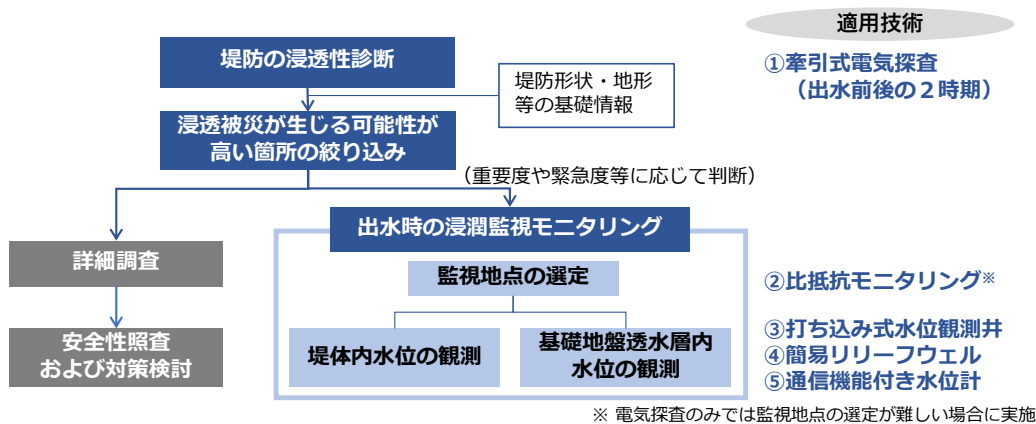 適用技術
堤防の浸透性診断
①牽引式電気探査
(出水前後の2時期)
堤防形状・地形
等の基礎情報
浸透被災が生じる可能性が
高い箇所の絞り込み
(重要度や緊急度等に応じて判断)
出水時の浸潤監視モニタリング
詳細調査
監視地点の選定
②比抵抗モニタリング※
安全性照査
および対策検討
堤体内水位の観測
基礎地盤透水層内
水位の観測
③打ち込み式水位観測井
④簡易リリーフウェル
⑤通信機能付き水位計
※ 電気探査のみでは監視地点の選定が難しい場合に実施